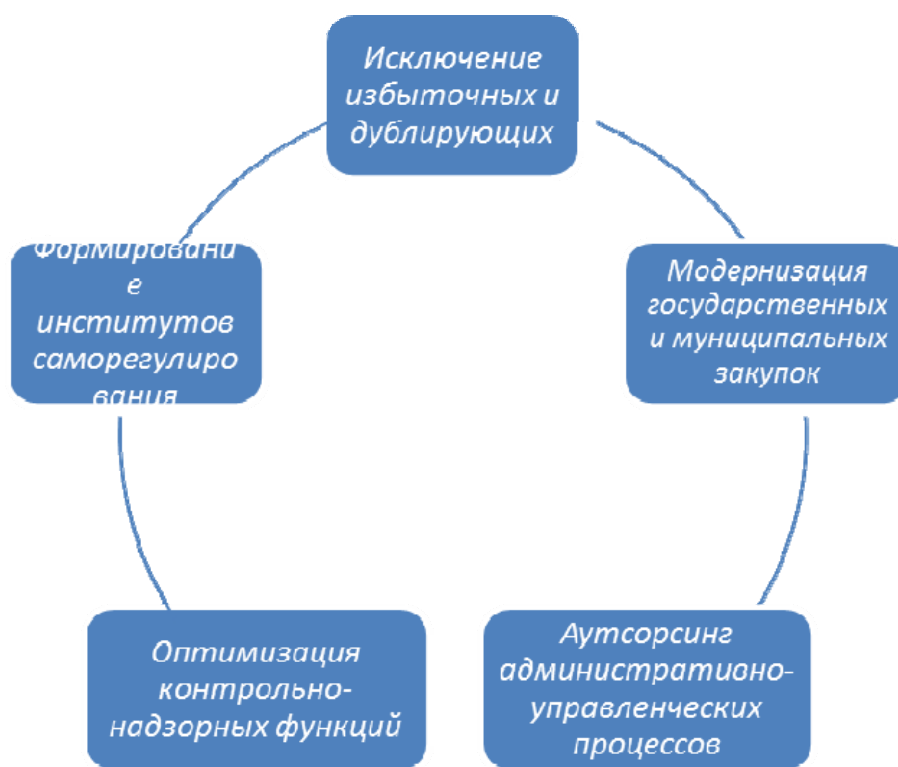 Исключение
избыточных и
дублирующих
Модернизация
государственных
и муниципальных
закупок
Аутсорсинг
административно-
управленческих
процессов
Оптимизация
контрольно-
надзорных функций
Формировани
е
институтов
саморегулиро
вания